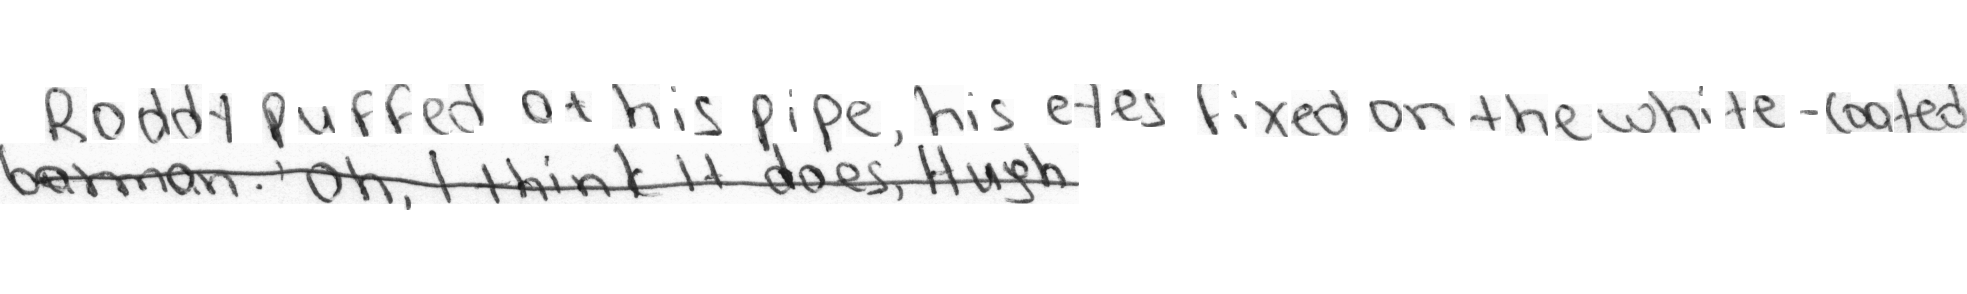 Roddy puffed at his pipe, his eyes fixed on the white-coated
barman. 'Oh, I think it does, Hugh